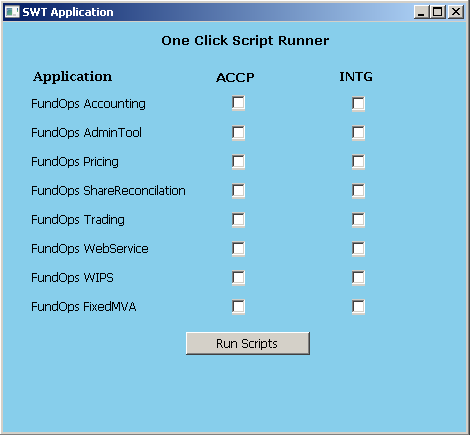 SWT Application
One Click Script Runner
Application ACCP INTG
FundOps Accounting
FundOps AdminTool
FundOps Pricing
FundOps ShareReconcilation
FundOps Trading
FundOps WebService
FundOps WIPS
FundOps FixedMVA
Run Scripts